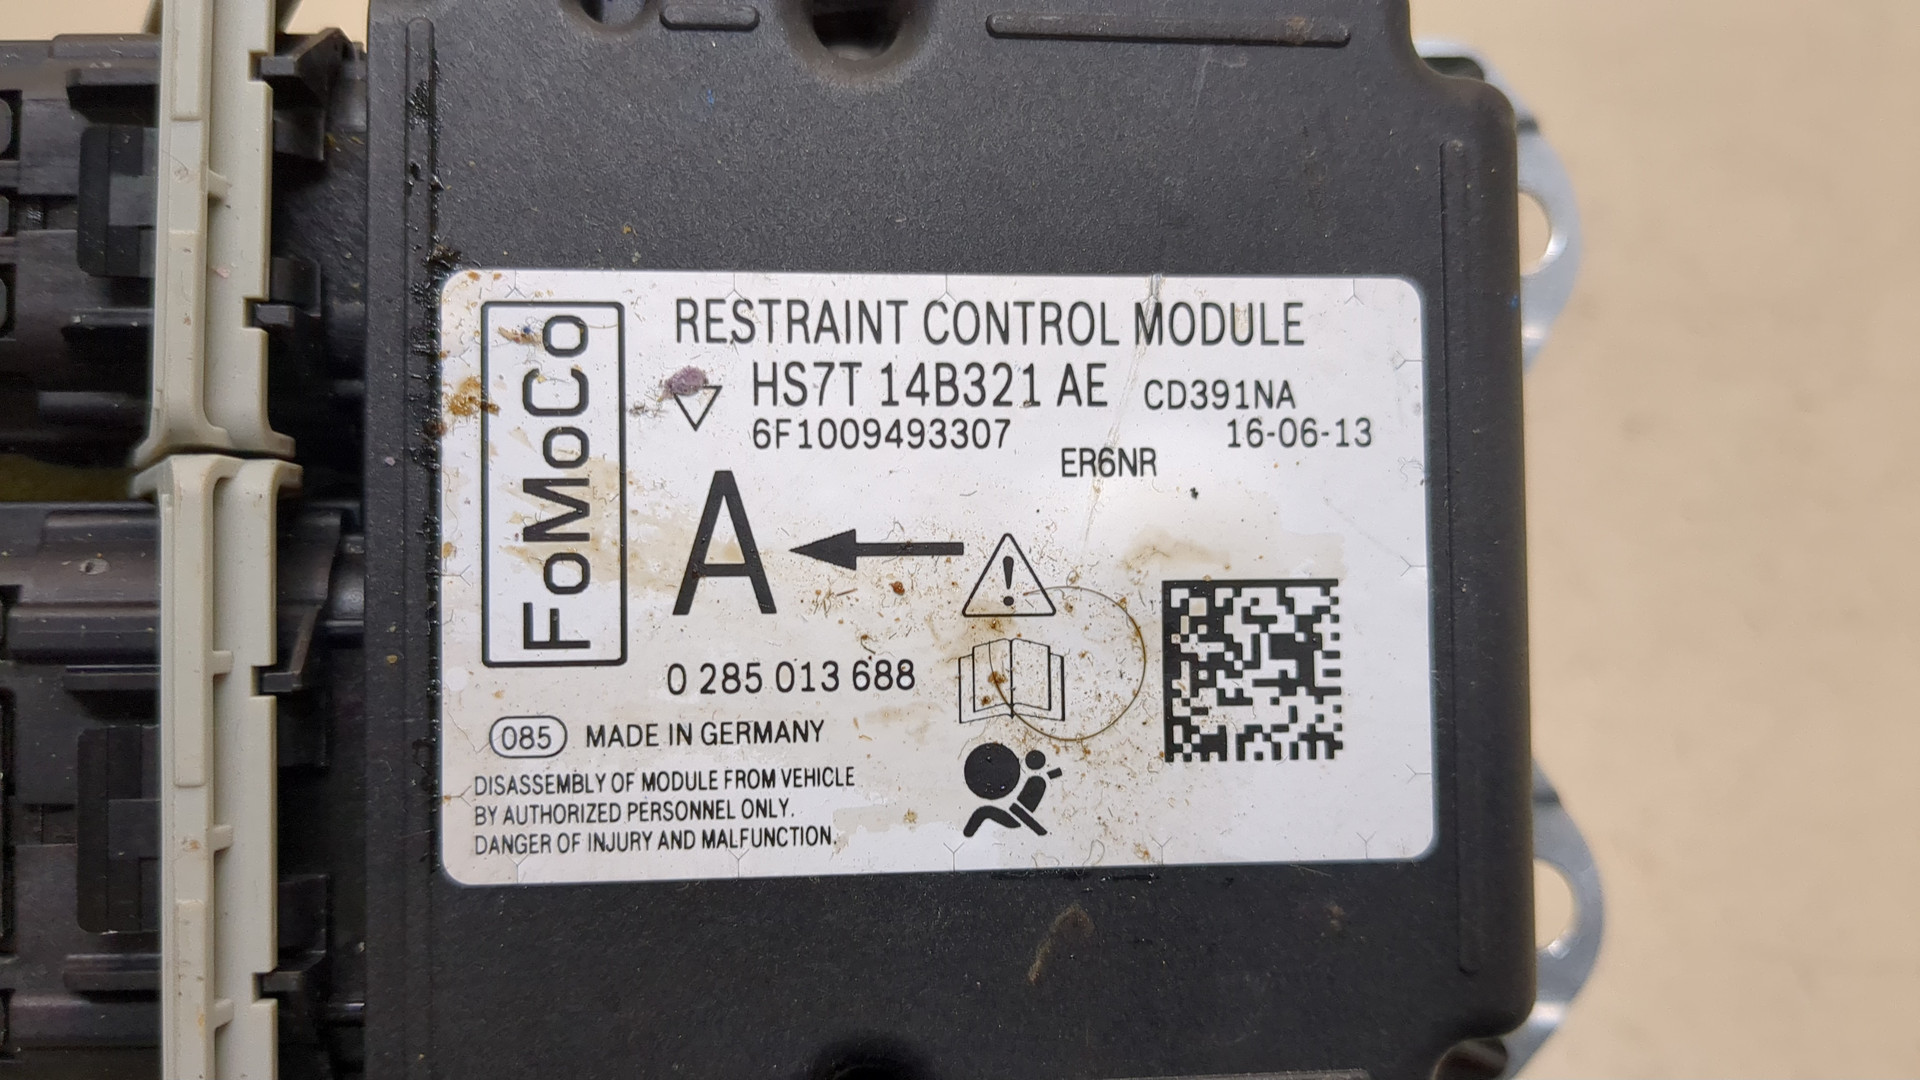 FoMoCo
RESTRAINT CONTROL MODULE
HS7T 14B321 AE CD391NA
6F1009493307 16-06-13
ER6NR
A
0 285 013 688
085 MADE IN GERMANY
DISASSEMBLY OF MODULE FROM VEHICLE
BY AUTHORIZED PERSONNEL ONLY.
DANGER OF INJURY AND MALFUNCTION.